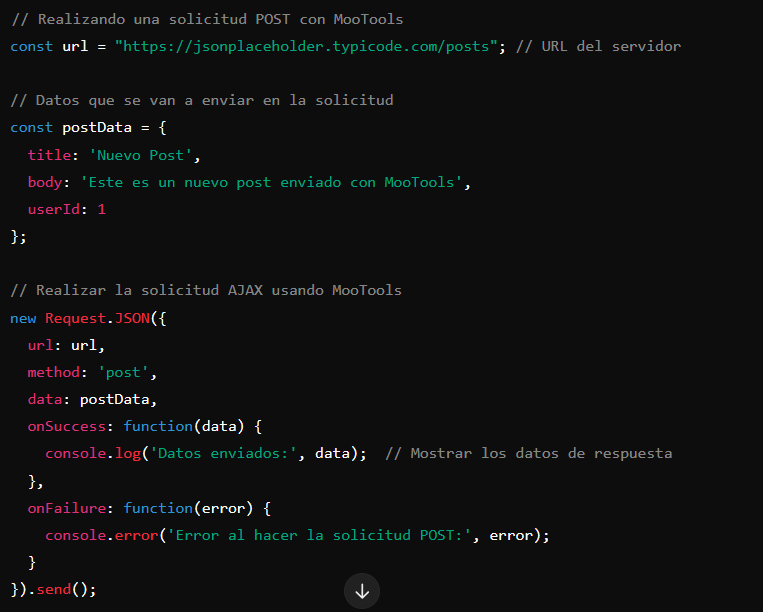 // Realizando una solicitud POST con MooTools
const url = "https://jsonplaceholder.typicode.com/posts"; // URL del servidor
// Datos que se van a enviar en la solicitud
const postData = {
  title: 'Nuevo Post',
  body: 'Este es un nuevo post enviado con MooTools',
  userId: 1
};
// Realizar la solicitud AJAX usando MooTools
new Request.JSON({
  url: url,
  method: 'post',
  data: postData,
  onSuccess: function(data) {
    console.log('Datos enviados:', data);  // Mostrar los datos de respuesta
  },
  onFailure: function(error) {
    console.error('Error al hacer la solicitud POST:', error);
  }
}).send();